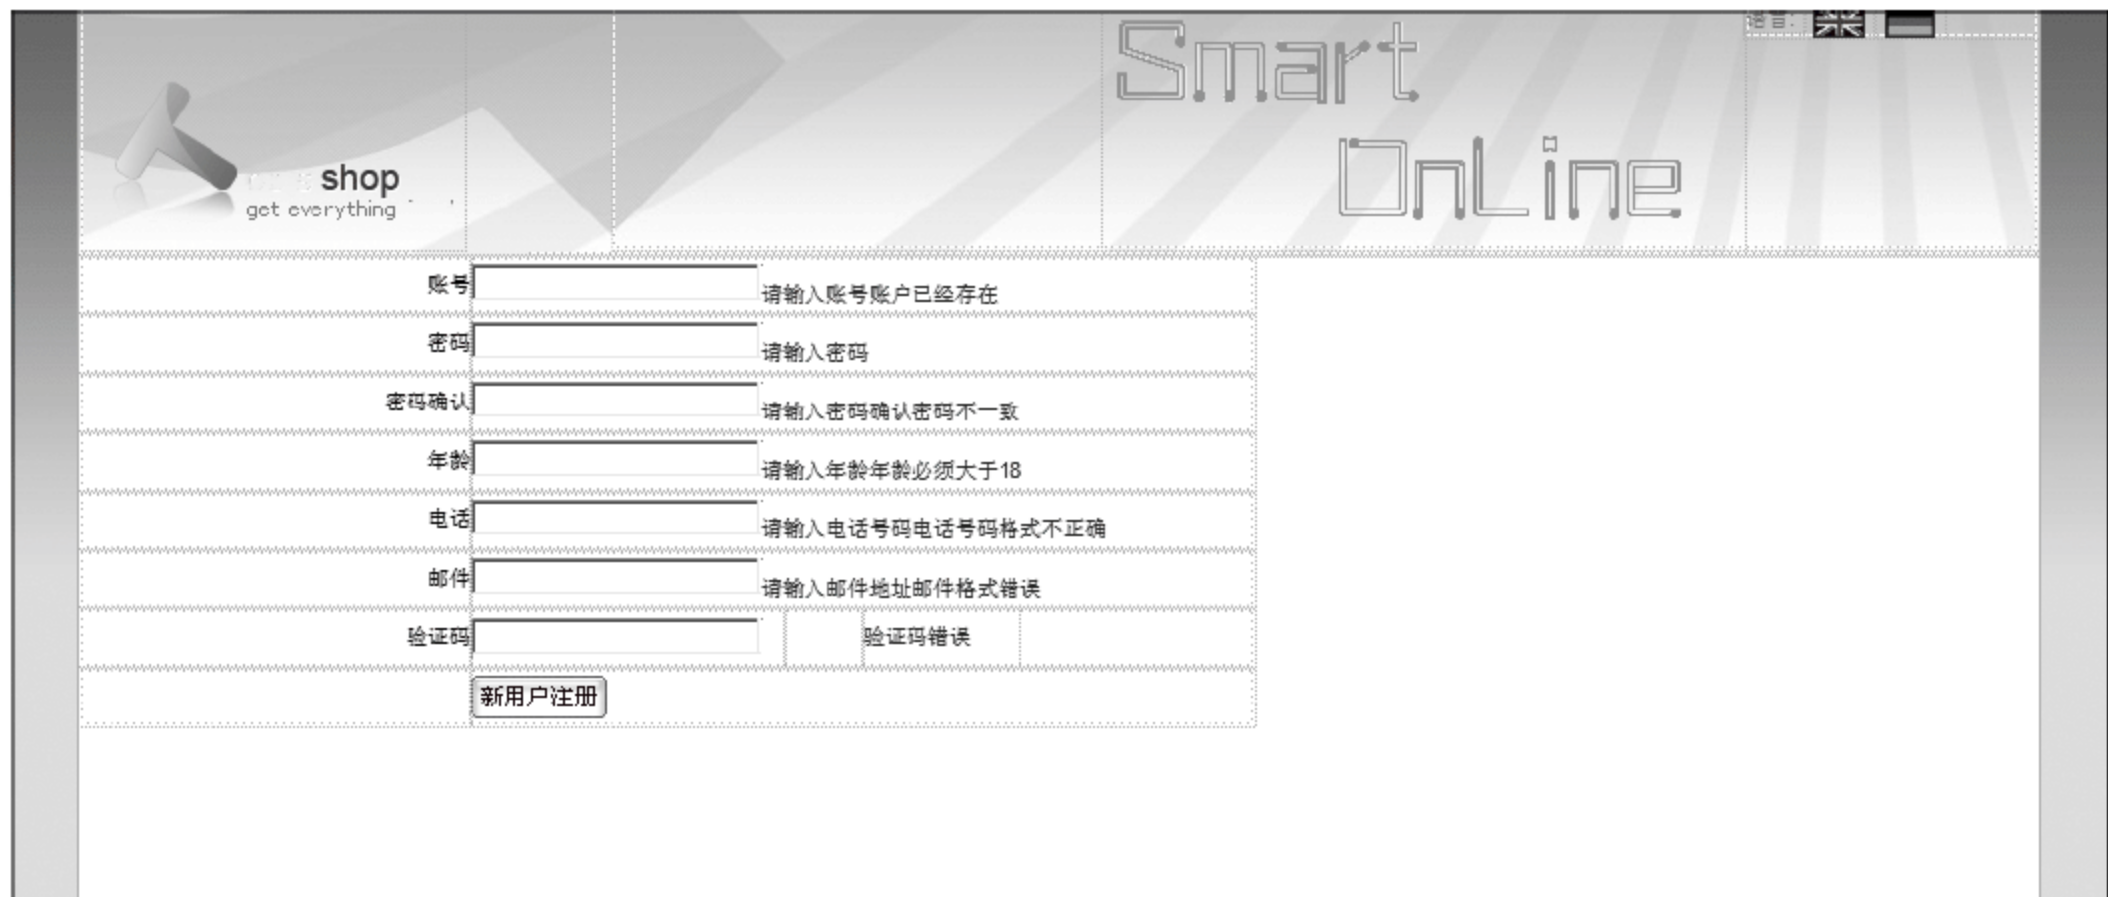 语言:
Smart
OnLine
shop
get everything
账号 请输入账号账户已经存在
密码 请输入密码
密码确认 请输入密码确认密码不一致
年龄 请输入年龄年龄必须大于18
电话 请输入电话号码电话号码格式不正确
邮件 请输入邮件地址邮件格式错误
验证码 验证码错误
新用户注册